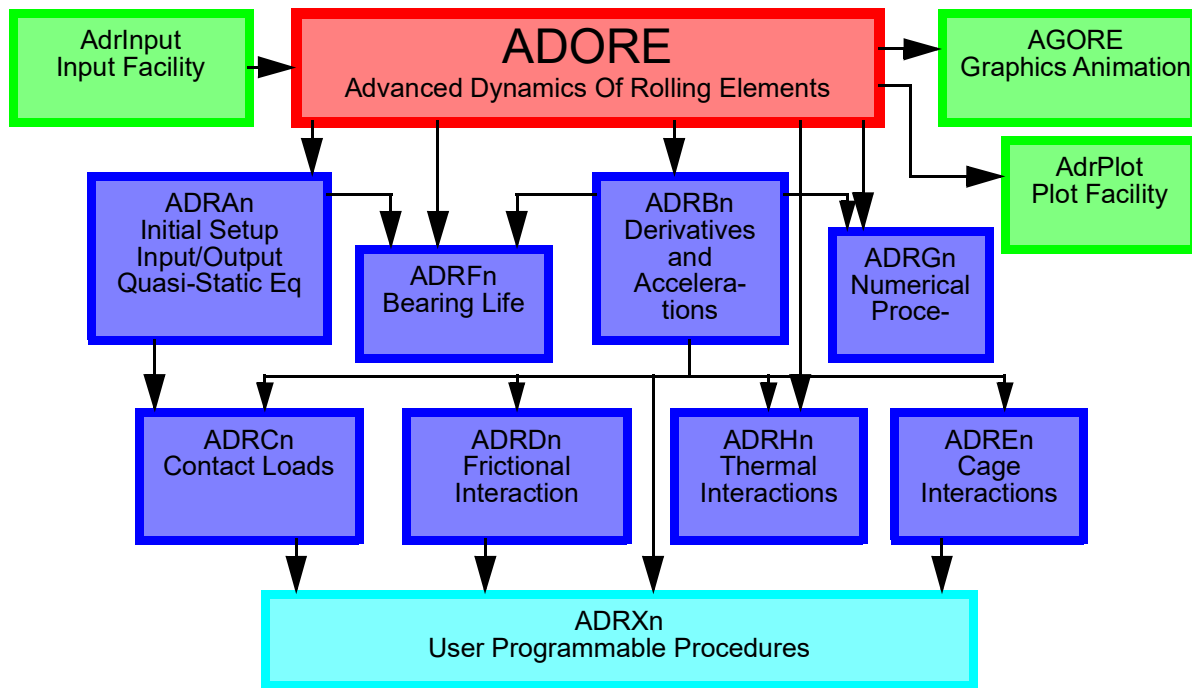 AdrInput
Input Facility
ADORE
Advanced Dynamics Of Rolling Elements
AGORE
Graphics Animation
AdrPlot
Plot Facility
ADRAn
Initial Setup
Input/Output
Quasi-Static Eq
ADRFn
Bearing Life
ADRBn
Derivatives
and
Accelera-
tions
ADRGn
Numerical
Proce-
ADRCn
Contact Loads
ADRDn
Frictional
Interaction
ADRHn
Thermal
Interactions
ADREn
Cage
Interactions
ADRXn
User Programmable Procedures